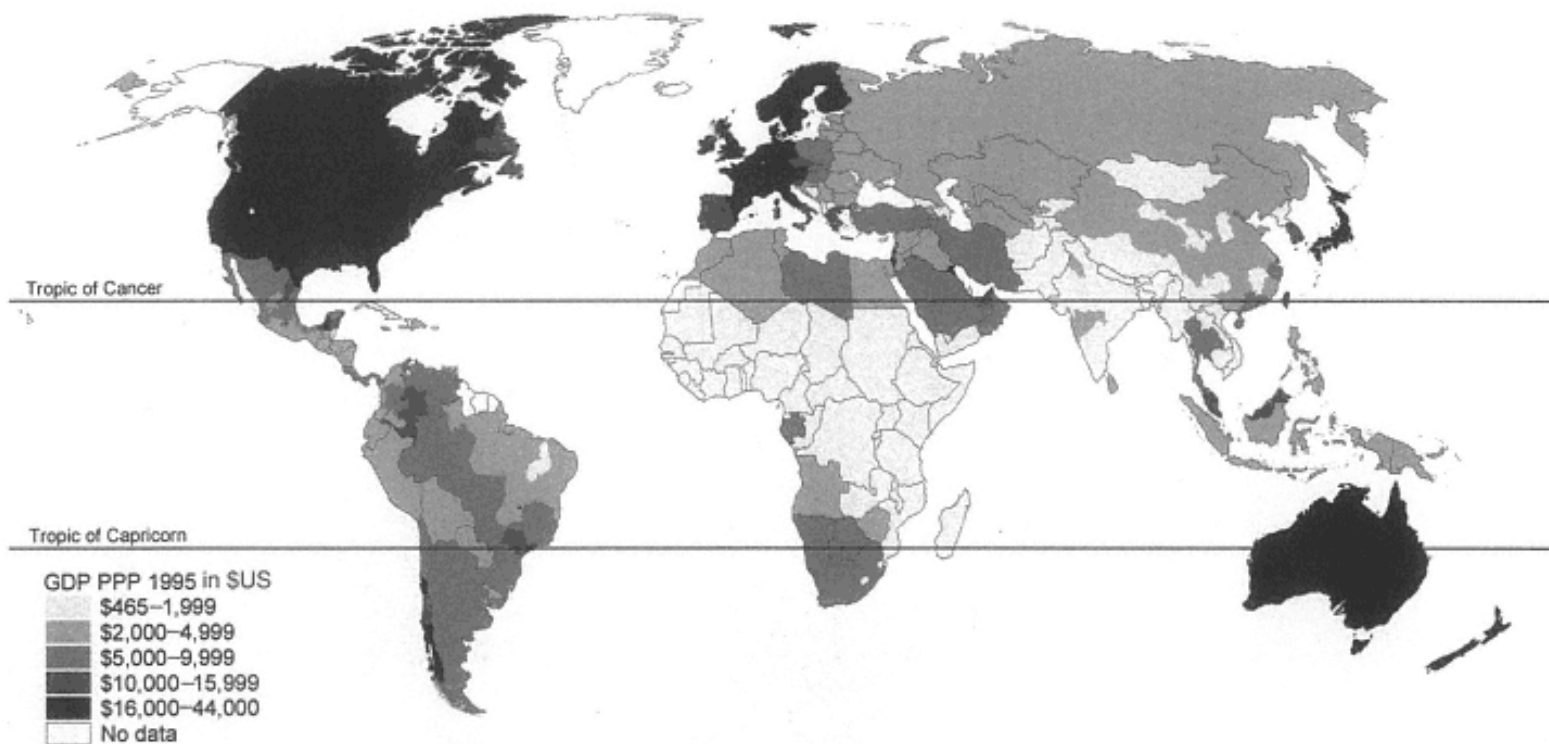 Tropic of Cancer
Tropic of Capricorn
GDP PPP 1995 in $US
$465–1,999
$2,000–4,999
$5,000–9,999
$10,000–15,999
$16,000–44,000
No data